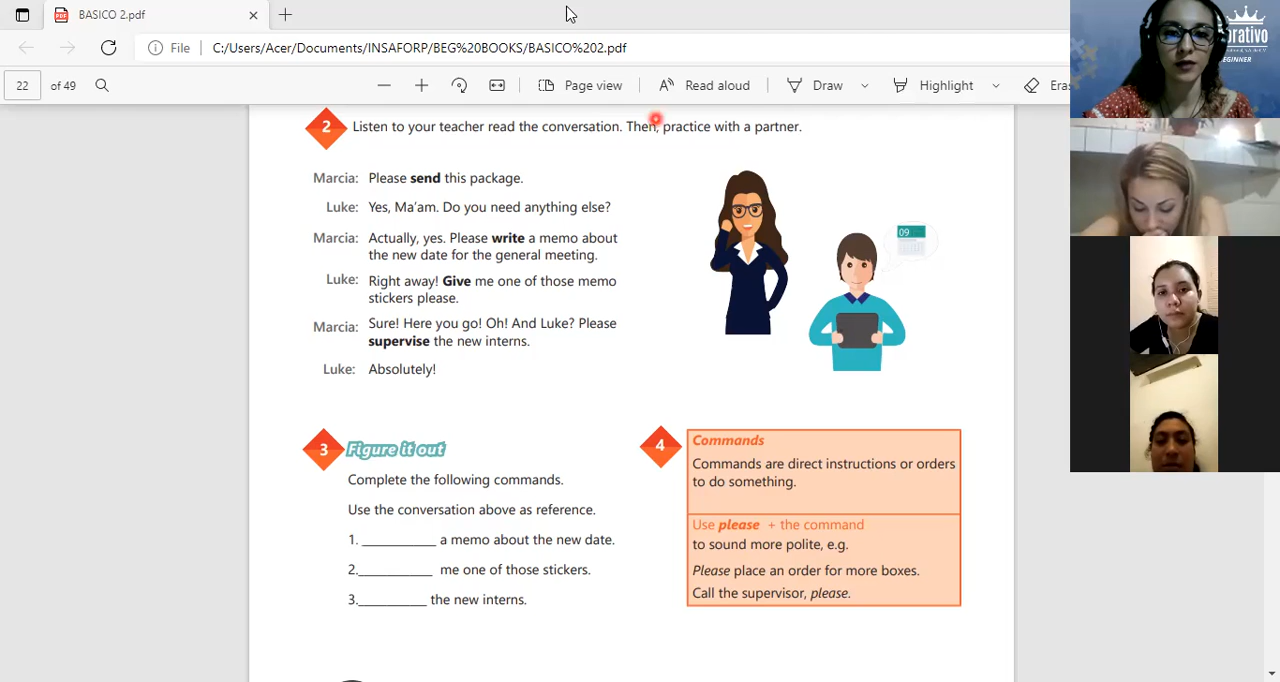 BASICO 2.pdf
File
C:/Users/Acer/Documents/INSAFORP/BEG%20BOOKS/BASICO%202.pdf
22 of 49
Page view
Read aloud
Draw
Highlight
2
Listen to your teacher read the conversation. Then, practice with a partner.
Marcia: Please send this package.
Luke: Yes, Ma'am. Do you need anything else?
Marcia: Actually, yes. Please write a memo about
the new date for the general meeting.
Luke: Right away! Give me one of those memo
stickers please.
Marcia: Sure! Here you go! Oh! And Luke? Please
supervise the new interns.
Luke: Absolutely!
09
3
Figure it out
Complete the following commands.
Use the conversation above as reference.
1. __________ a memo about the new date.
2.__________ me one of those stickers.
3.__________ the new interns.
4
Commands
Commands are direct instructions or orders
to do something.
Use please + the command
to sound more polite, e.g.
Please place an order for more boxes.
Call the supervisor, please.
orativo
EGINNER